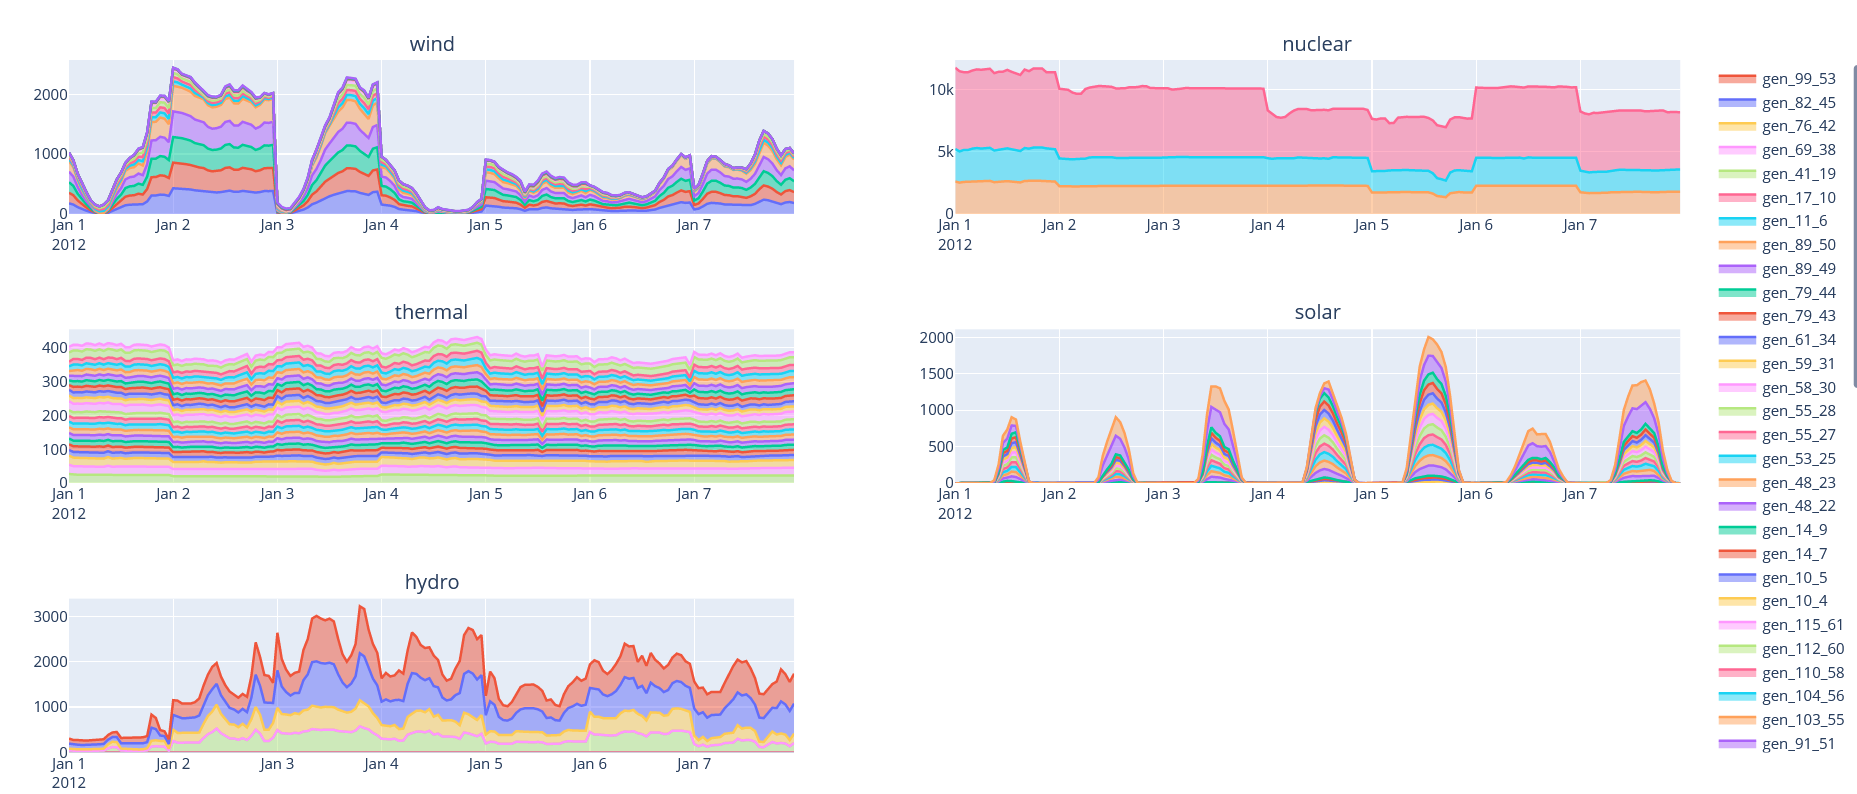 wind
2000
1000
0
Jan 1 Jan 2 Jan 3 Jan 4 Jan 5 Jan 6 Jan 7
2012
nuclear
10k
5k
0
Jan 1 Jan 2 Jan 3 Jan 4 Jan 5 Jan 6 Jan 7
2012
thermal
400
300
200
100
0
Jan 1 Jan 2 Jan 3 Jan 4 Jan 5 Jan 6 Jan 7
2012
solar
2000
1500
1000
500
0
Jan 1 Jan 2 Jan 3 Jan 4 Jan 5 Jan 6 Jan 7
2012
hydro
3000
2000
1000
0
Jan 1 Jan 2 Jan 3 Jan 4 Jan 5 Jan 6 Jan 7
2012
gen_99_53
gen_82_45
gen_76_42
gen_69_38
gen_41_19
gen_17_10
gen_11_6
gen_89_50
gen_89_49
gen_79_44
gen_79_43
gen_61_34
gen_59_31
gen_58_30
gen_55_28
gen_55_27
gen_53_25
gen_48_23
gen_48_22
gen_14_9
gen_14_7
gen_10_5
gen_10_4
gen_115_61
gen_112_60
gen_110_58
gen_104_56
gen_103_55
gen_91_51